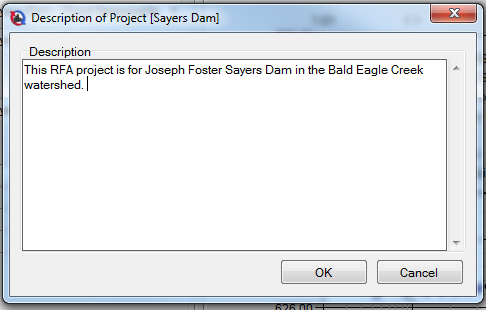 Description of Project [Sayers Dam]
Description
This RFA project is for Joseph Foster Sayers Dam in the Bald Eagle Creek
watershed.
OK
Cancel
626.00